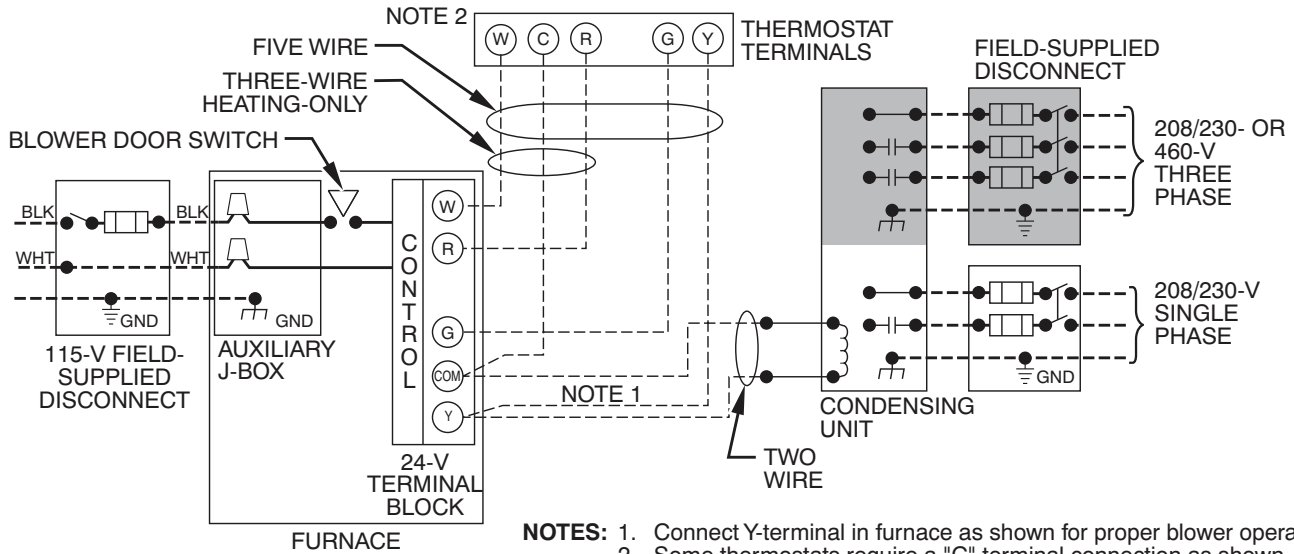 NOTE 2
W C R G Y
THERMOSTAT
TERMINALS
FIVE WIRE
THREE-WIRE
HEATING-ONLY
BLOWER DOOR SWITCH
FIELD-SUPPLIED
DISCONNECT
208/230- OR
460-V
THREE
PHASE
BLK
BLK
WHT
WHT
GND
GND
115-V FIELD-
SUPPLIED
DISCONNECT
AUXILIARY
J-BOX
CONTROL
W
R
G
COM
Y
NOTE 1
24-V
TERMINAL
BLOCK
FURNACE
TWO
WIRE
CONDENSING
UNIT
208/230-V
SINGLE
PHASE
GND
NOTES: 1. Connect Y-terminal in furnace as shown for proper blower opera
2. Some thermostats require a "C" terminal connection as shown